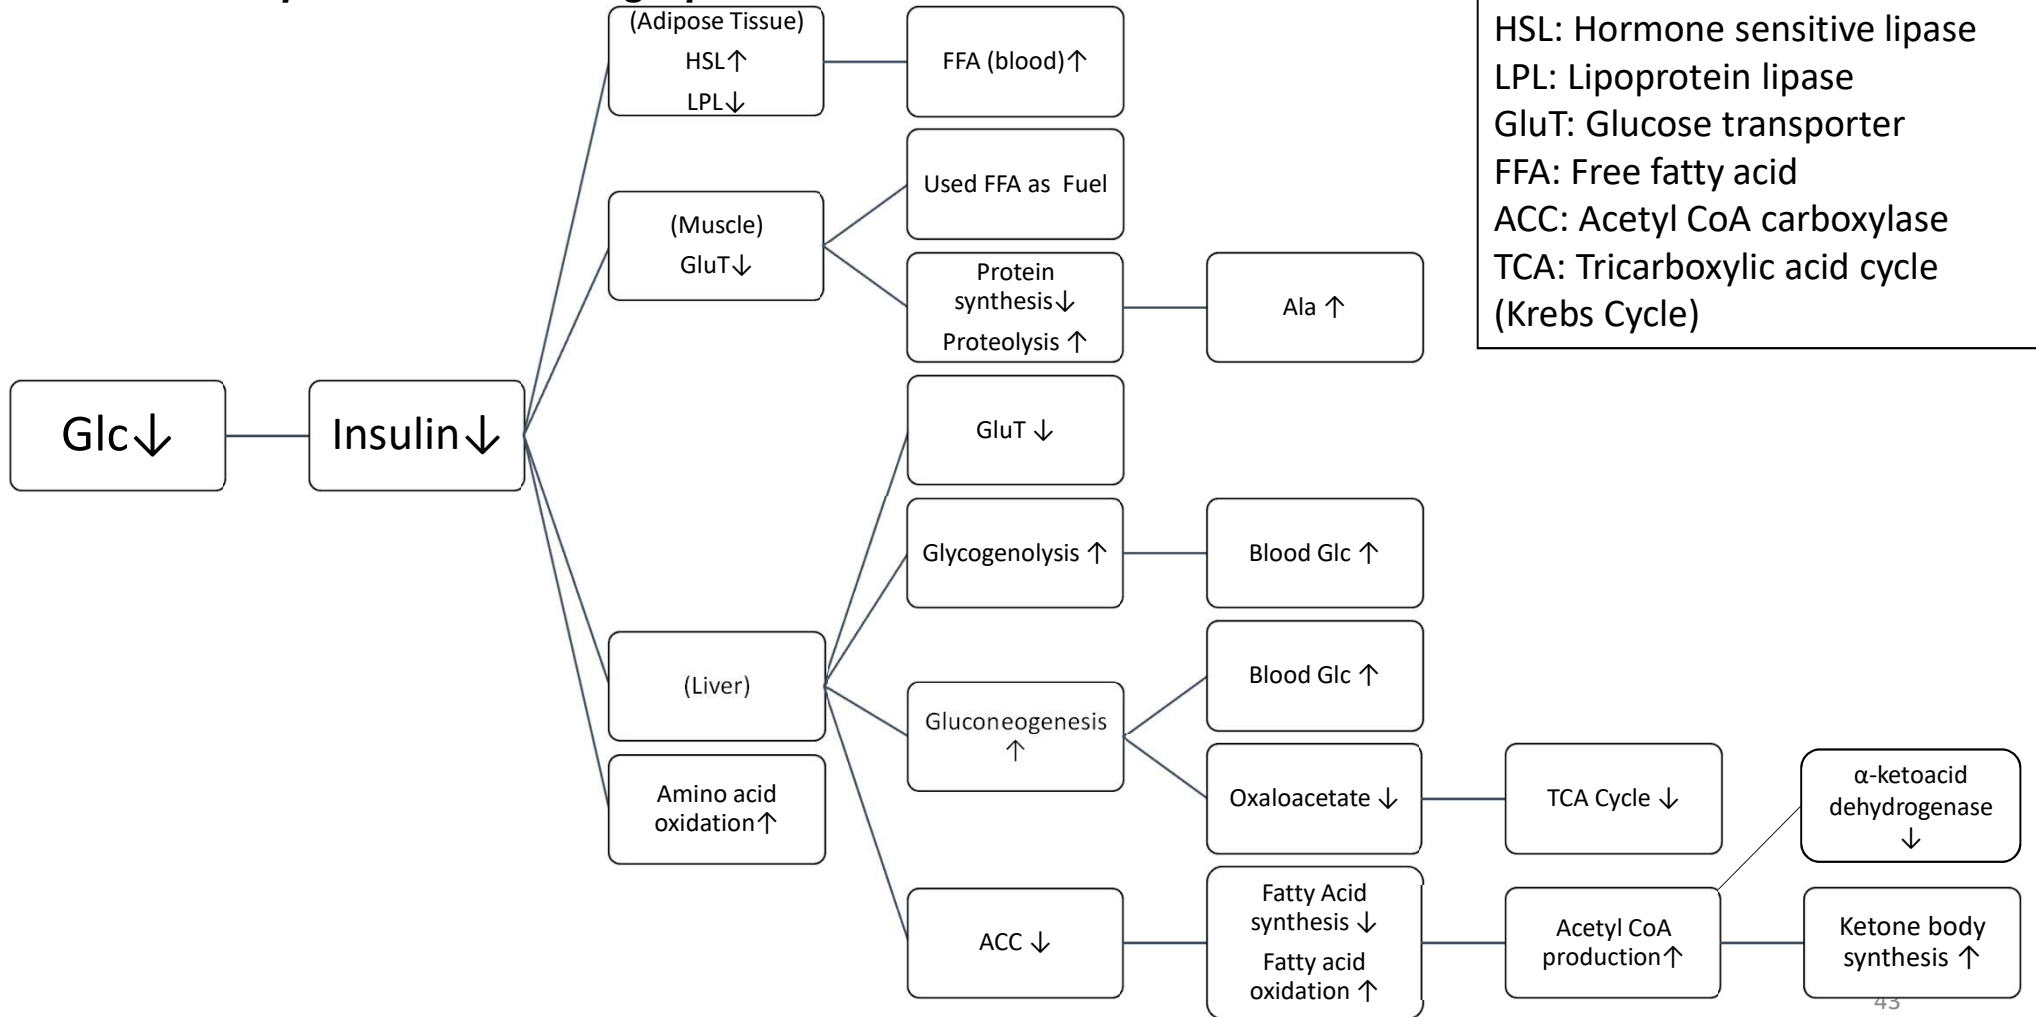 (Adipose Tissue)
HSL↑
LPL↓
FFA (blood)↑
Used FFA as Fuel
(Muscle)
GluT↓
Protein
synthesis↓
Proteolysis ↑
Ala ↑
Glc↓
Insulin↓
GluT ↓
Glycogenolysis ↑
Blood Glc ↑
(Liver)
Gluconeogenesis
↑
Blood Glc ↑
Oxaloacetate ↓
TCA Cycle ↓
α-ketoacid
dehydrogenase
↓
Amino acid
oxidation↑
ACC ↓
Fatty Acid
synthesis ↓
Fatty acid
oxidation ↑
Acetyl CoA
production↑
Ketone body
synthesis ↑
HSL: Hormone sensitive lipase
LPL: Lipoprotein lipase
GluT: Glucose transporter
FFA: Free fatty acid
ACC: Acetyl CoA carboxylase
TCA: Tricarboxylic acid cycle
(Krebs Cycle)
43